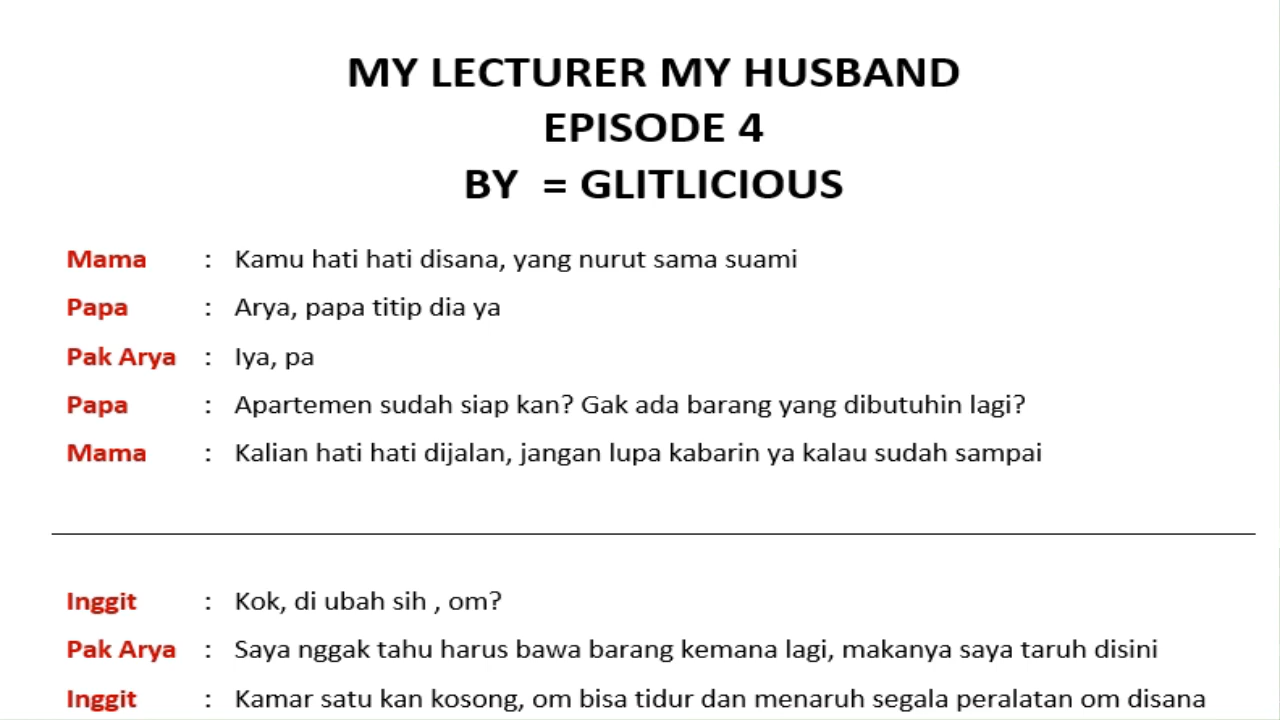 MY LECTURER MY HUSBAND
EPISODE 4
BY = GLITLICIOUS
Mama : Kamu hati hati disana, yang nurut sama suami
Papa : Arya, papa titip dia ya
Pak Arya : Iya, pa
Papa : Apartemen sudah siap kan? Gak ada barang yang dibutuhin lagi?
Mama : Kalian hati hati dijalan, jangan lupa kabarin ya kalau sudah sampai
Inggit : Kok, di ubah sih , om?
Pak Arya : Saya nggak tahu harus bawa barang kemana lagi, makanya saya taruh disini
Inggit : Kamar satu kan kosong, om bisa tidur dan menaruh segala peralatan om disana